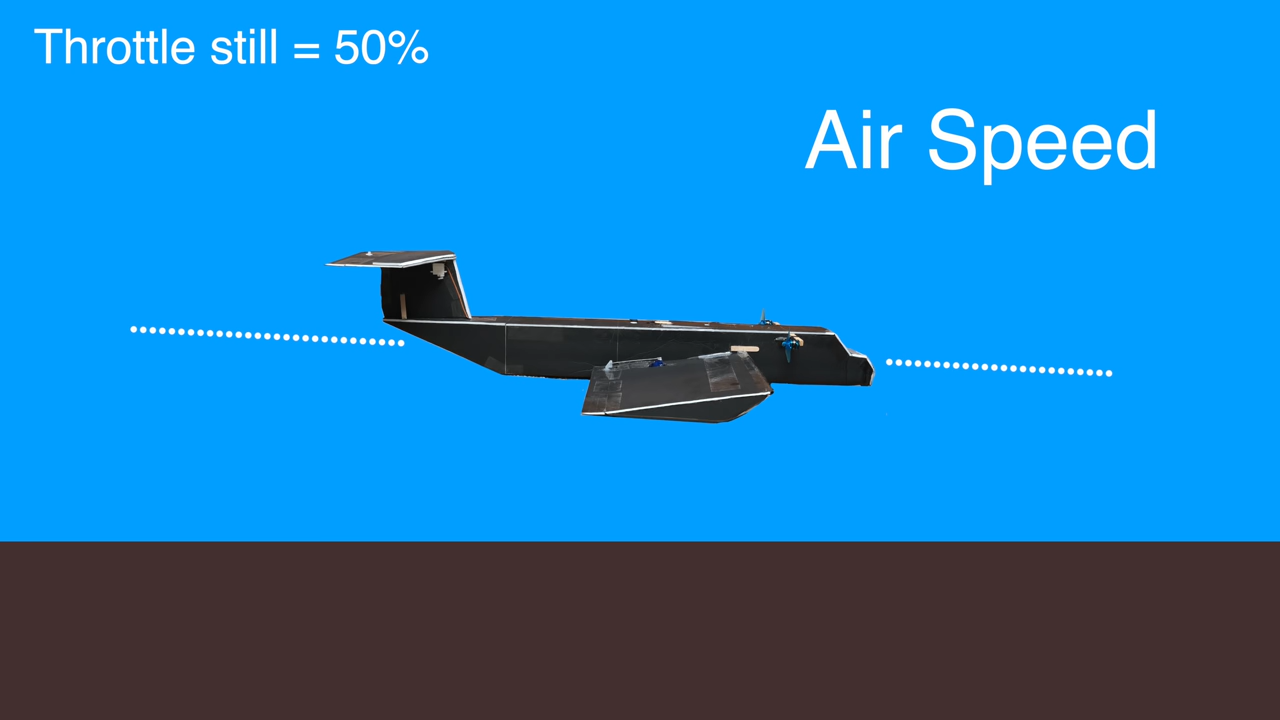 Throttle still = 50%
Air Speed